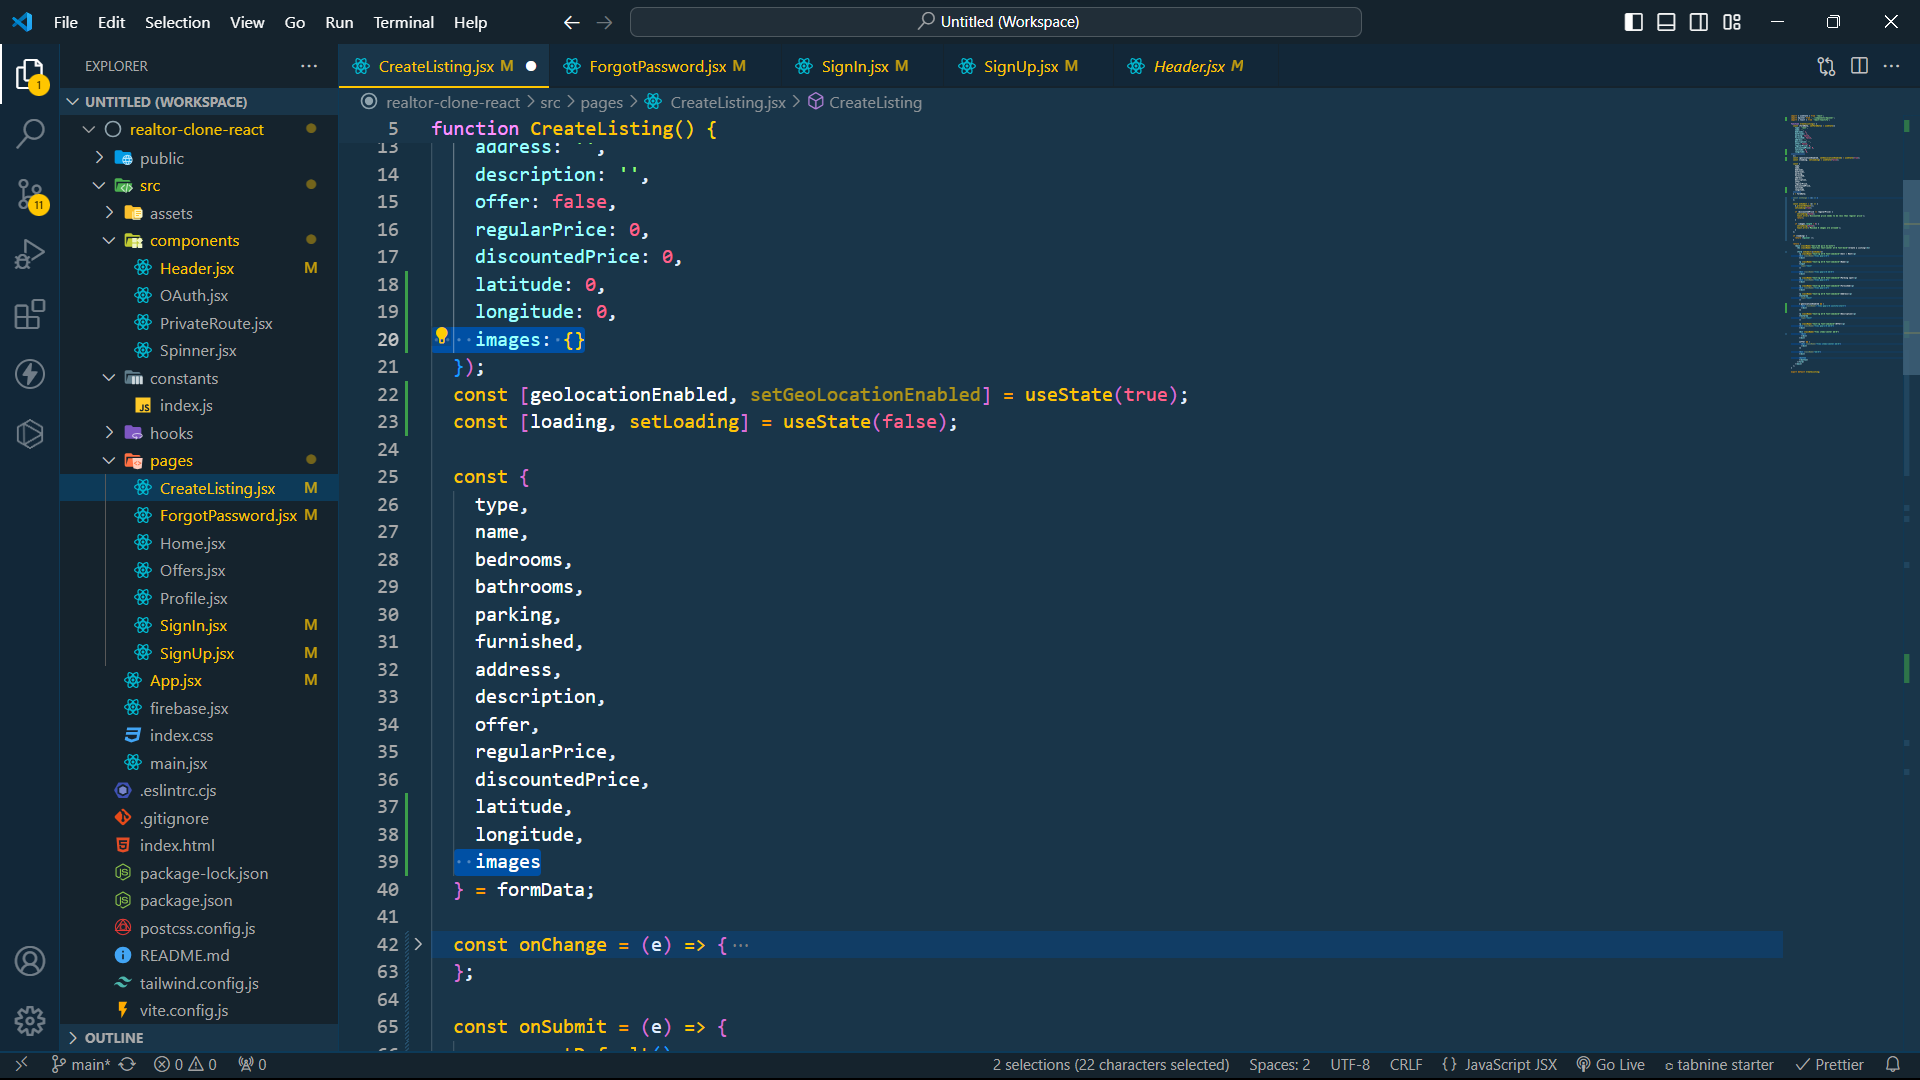 File Edit Selection View Go Run Terminal Help
Untitled (Workspace)
EXPLORER
CreateListing.jsx M
ForgotPassword.jsx M
SignIn.jsx M
SignUp.jsx M
Header.jsx M
1
11
UNTITLED (WORKSPACE)
realtor-clone-react
public
src
assets
components
Header.jsx M
OAuth.jsx
PrivateRoute.jsx
Spinner.jsx
constants
index.js
hooks
pages
CreateListing.jsx M
ForgotPassword.jsx M
Home.jsx
Offers.jsx
Profile.jsx
SignIn.jsx M
SignUp.jsx M
App.jsx M
firebase.jsx
index.css
main.jsx
.eslintrc.cjs
.gitignore
index.html
package-lock.json
package.json
postcss.config.js
README.md
tailwind.config.js
vite.config.js
OUTLINE
realtor-clone-react > src > pages > CreateListing.jsx > CreateListing
5 function CreateListing() {
13 address: '',
14 description: '',
15 offer: false,
16 regularPrice: 0,
17 discountedPrice: 0,
18 latitude: 0,
19 longitude: 0,
20 images: {}
21 });
22 const [geolocationEnabled, setGeoLocationEnabled] = useState(true);
23 const [loading, setLoading] = useState(false);
24
25 const {
26 type,
27 name,
28 bedrooms,
29 bathrooms,
30 parking,
31 furnished,
32 address,
33 description,
34 offer,
35 regularPrice,
36 discountedPrice,
37 latitude,
38 longitude,
39 images
40 } = formData;
41
42 const onChange = (e) => {···
63 };
64
65 const onSubmit = (e) => {
main* 0 0 0
2 selections (22 characters selected) Spaces: 2 UTF-8 CRLF {} JavaScript JSX Go Live tabnine starter Prettier